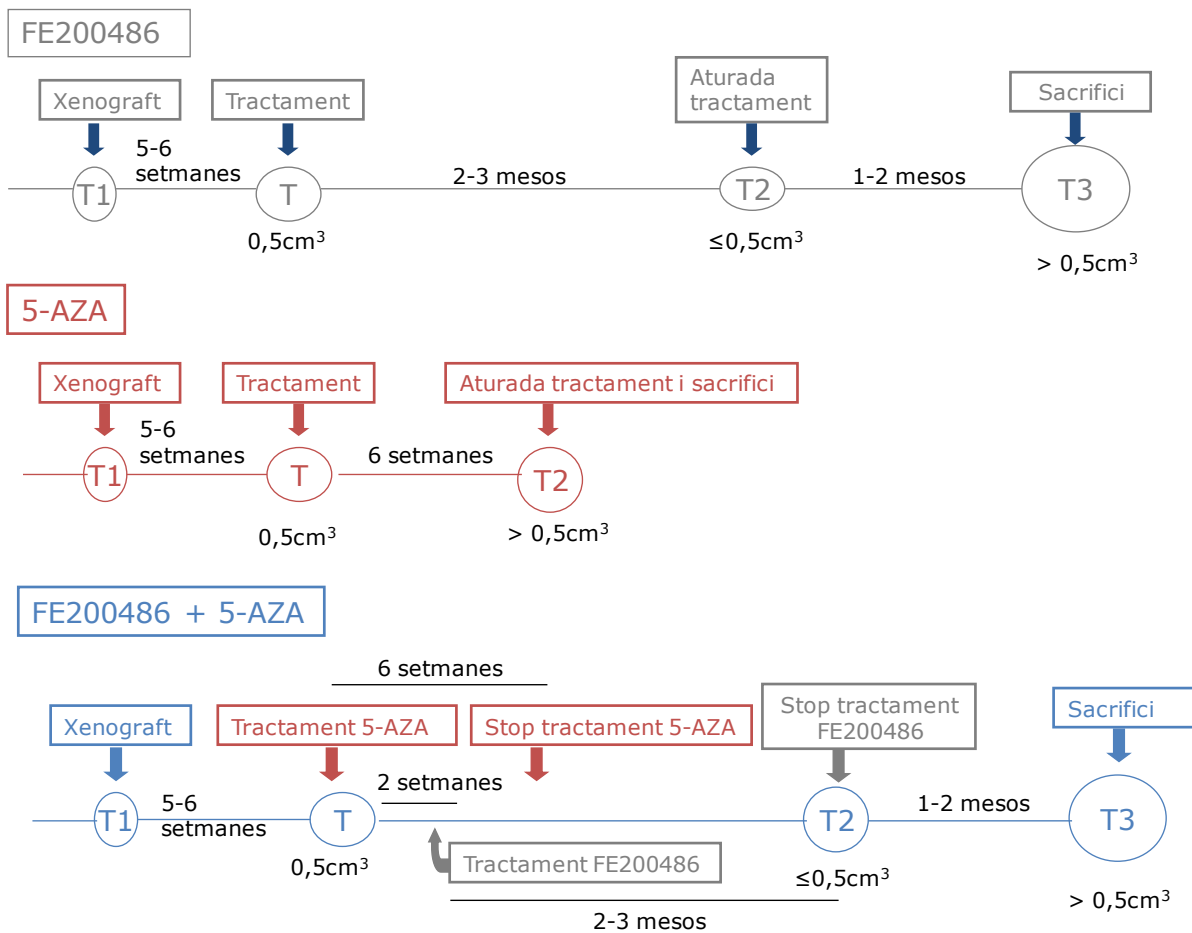 FE200486
Xenograft
Tractament
Aturada
tractament
Sacrifici
5-6
setmanes
2-3 mesos
1-2 mesos
T1
T
T2
T3
0,5cm³
≤0,5cm³
> 0,5cm³
5-AZA
Xenograft
Tractament
Aturada tractament i sacrifici
5-6
setmanes
6 setmanes
T1
T
T2
0,5cm³
> 0,5cm³
FE200486 + 5-AZA
6 setmanes
Xenograft
Tractament 5-AZA
Stop tractament 5-AZA
Stop tractament
FE200486
Sacrifici
2 setmanes
5-6
setmanes
1-2 mesos
T1
T
T2
T3
0,5cm³
Tractament FE200486
≤0,5cm³
> 0,5cm³
2-3 mesos